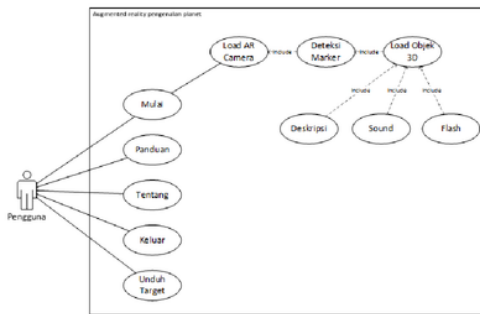 Augmented reality pengenalan planet
Load AR
Camera
include
Deteksi
Marker
include
Load Objek
3D
include
include
include
Mulai
Deskripsi
Sound
Flash
Panduan
Tentang
Pengguna
Keluar
Unduh
Target